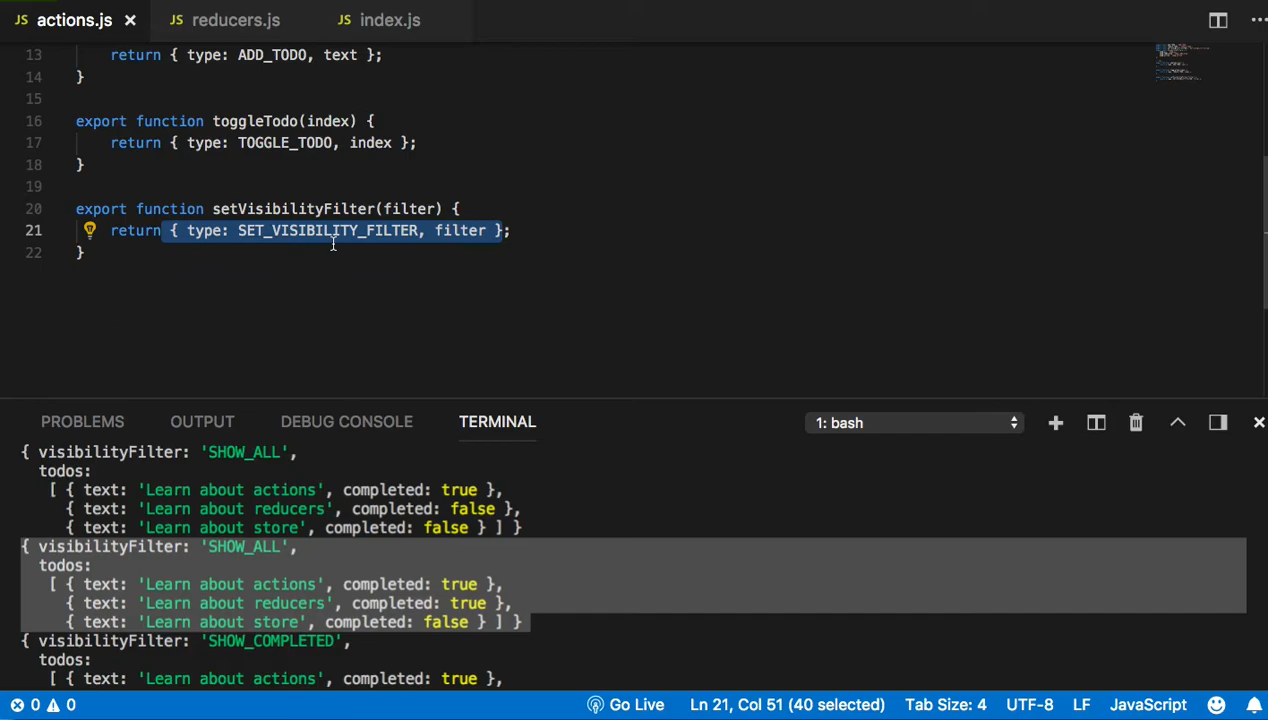 JS actions.js × JS reducers.js JS index.js
13 return { type: ADD_TODO, text };
14 }
15
16 export function toggleTodo(index) {
17 return { type: TOGGLE_TODO, index };
18 }
19
20 export function setVisibilityFilter(filter) {
21 return { type: SET_VISIBILITY_FILTER, filter };
22 }
PROBLEMS OUTPUT DEBUG CONSOLE TERMINAL 1: bash
{ visibilityFilter: 'SHOW_ALL',
todos:
[ { text: 'Learn about actions', completed: true },
{ text: 'Learn about reducers', completed: false },
{ text: 'Learn about store', completed: false } ] }
{ visibilityFilter: 'SHOW_ALL',
todos:
[ { text: 'Learn about actions', completed: true },
{ text: 'Learn about reducers', completed: true },
{ text: 'Learn about store', completed: false } ] }
{ visibilityFilter: 'SHOW_COMPLETED',
todos:
[ { text: 'Learn about actions', completed: true },
0 0 Go Live Ln 21, Col 51 (40 selected) Tab Size: 4 UTF-8 LF JavaScript